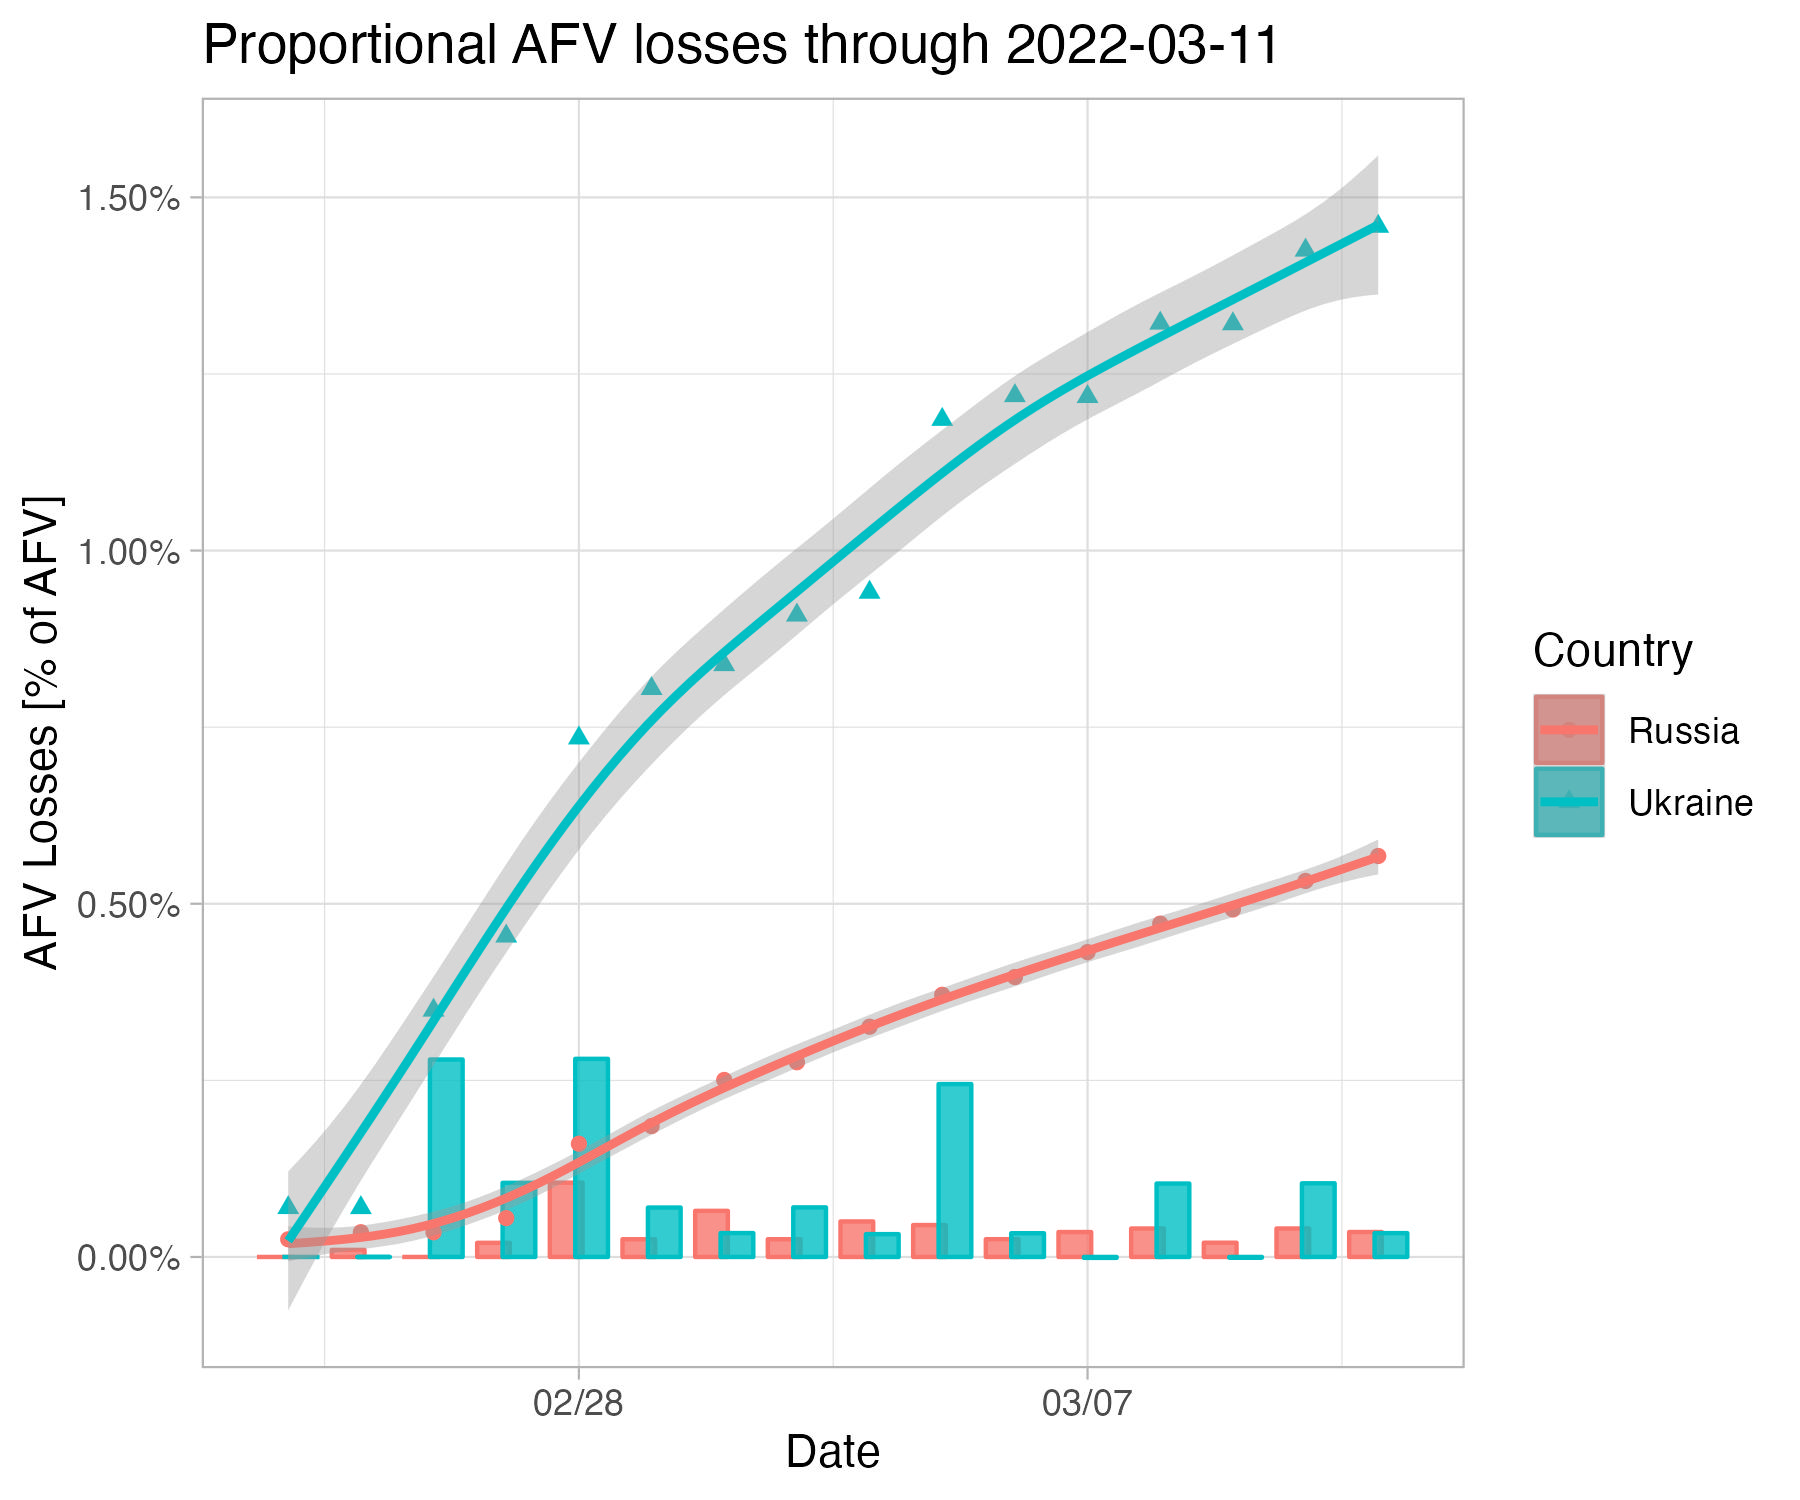 Proportional AFV losses through 2022-03-11
AFV Losses [% of AFV]
1.50%
1.00%
0.50%
0.00%
02/28
03/07
Date
Country
Russia
Ukraine